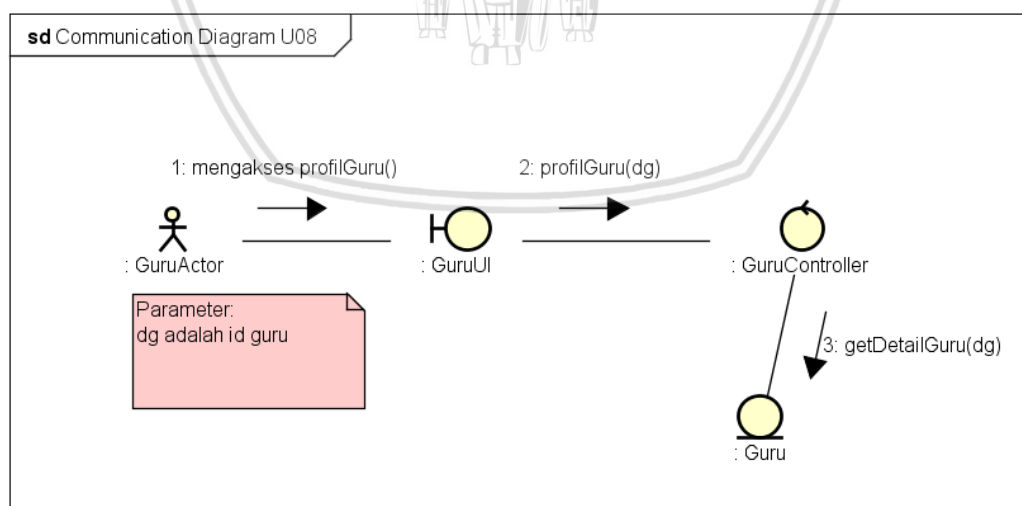 sd Communication Diagram U08
1: mengakses profilGuru()
2: profilGuru(dg)
: GuruActor
: GuruUI
: GuruController
Parameter:
dg adalah id guru
3: getDetailGuru(dg)
: Guru